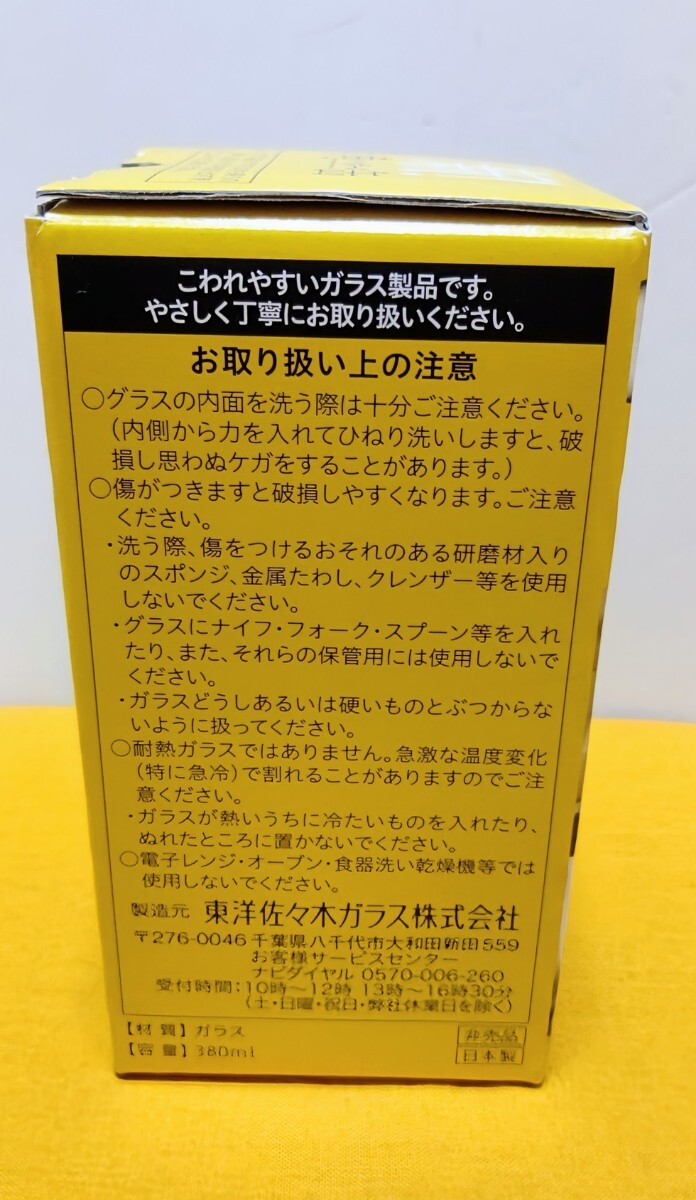 こわれやすいガラス製品です。
やさしく丁寧にお取り扱いください。
お取り扱い上の注意
○グラスの内面を洗う際は十分ご注意ください。
(内側から力を入れてひねり洗いしますと、破
損し思わぬケガをすることがあります。)
○傷がつきますと破損しやすくなります。ご注意
ください。
・洗う際、傷をつけるおそれのある研磨材入り
のスポンジ、金属たわし、クレンザー等を使用
しないでください。
・グラスにナイフ・フォーク・スプーン等を入れ
たり、また、それらの保管用には使用しないで
ください。
・ガラスどうしあるいは硬いものとぶつからな
いように扱ってください。
○耐熱ガラスではありません。急激な温度変化
(特に急冷)で割れることがありますのでご注
意ください。
・ガラスが熱いうちに冷たいものを入れたり、
ぬれたところに置かないでください。
○電子レンジ・オーブン・食器洗い乾燥機等では
使用しないでください。
製造元 東洋佐々木ガラス株式会社
〒276-0046 千葉県八千代市大和田新田559
お客様サービスセンター
ナビダイヤル 0570-006-260
受付時間:10時〜12時 13時〜16時30分
(土・日曜・祝日・弊社休業日を除く)
【材質】ガラス 非売品
【容量】380ml 日本製